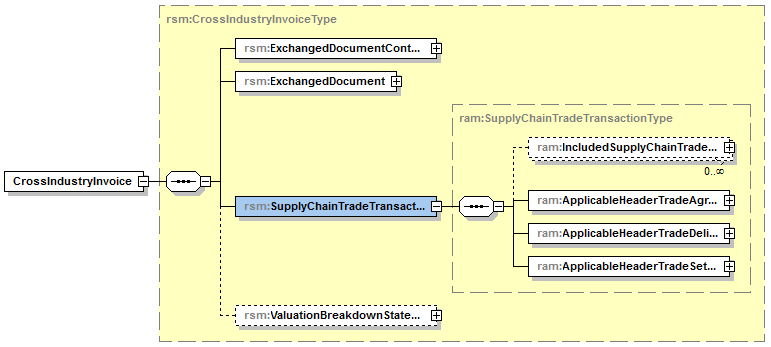 rsm:CrossIndustryInvoiceType
rsm:ExchangedDocumentCont...
rsm:ExchangedDocument
ram:SupplyChainTradeTransactionType
ram:IncludedSupplyChainTrade...
0..∞
CrossIndustryInvoice
rsm:SupplyChainTradeTransact...
ram:ApplicableHeaderTradeAgr...
ram:ApplicableHeaderTradeDeli...
ram:ApplicableHeaderTradeSet...
rsm:ValuationBreakdownState...